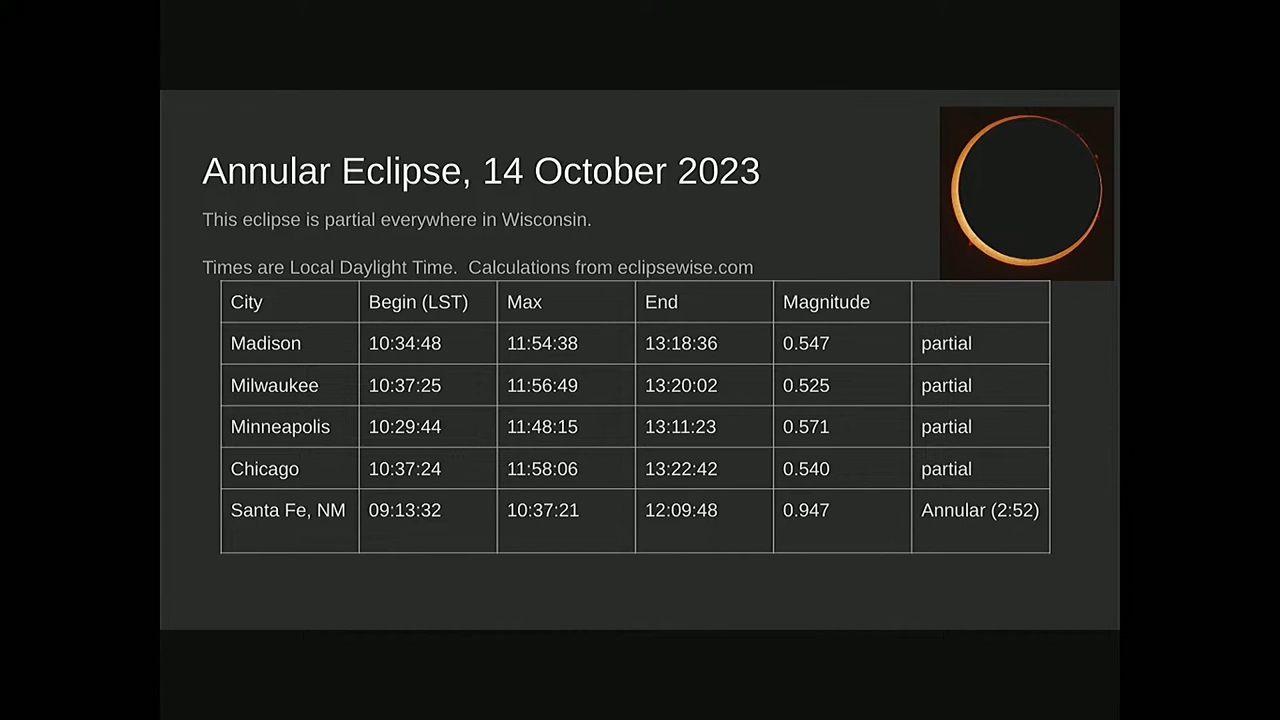 Annular Eclipse, 14 October 2023
This eclipse is partial everywhere in Wisconsin.
Times are Local Daylight Time.  Calculations from eclipsewise.com
City Begin (LST) Max End Magnitude
Madison 10:34:48 11:54:38 13:18:36 0.547 partial
Milwaukee 10:37:25 11:56:49 13:20:02 0.525 partial
Minneapolis 10:29:44 11:48:15 13:11:23 0.571 partial
Chicago 10:37:24 11:58:06 13:22:42 0.540 partial
Santa Fe, NM 09:13:32 10:37:21 12:09:48 0.947 Annular (2:52)